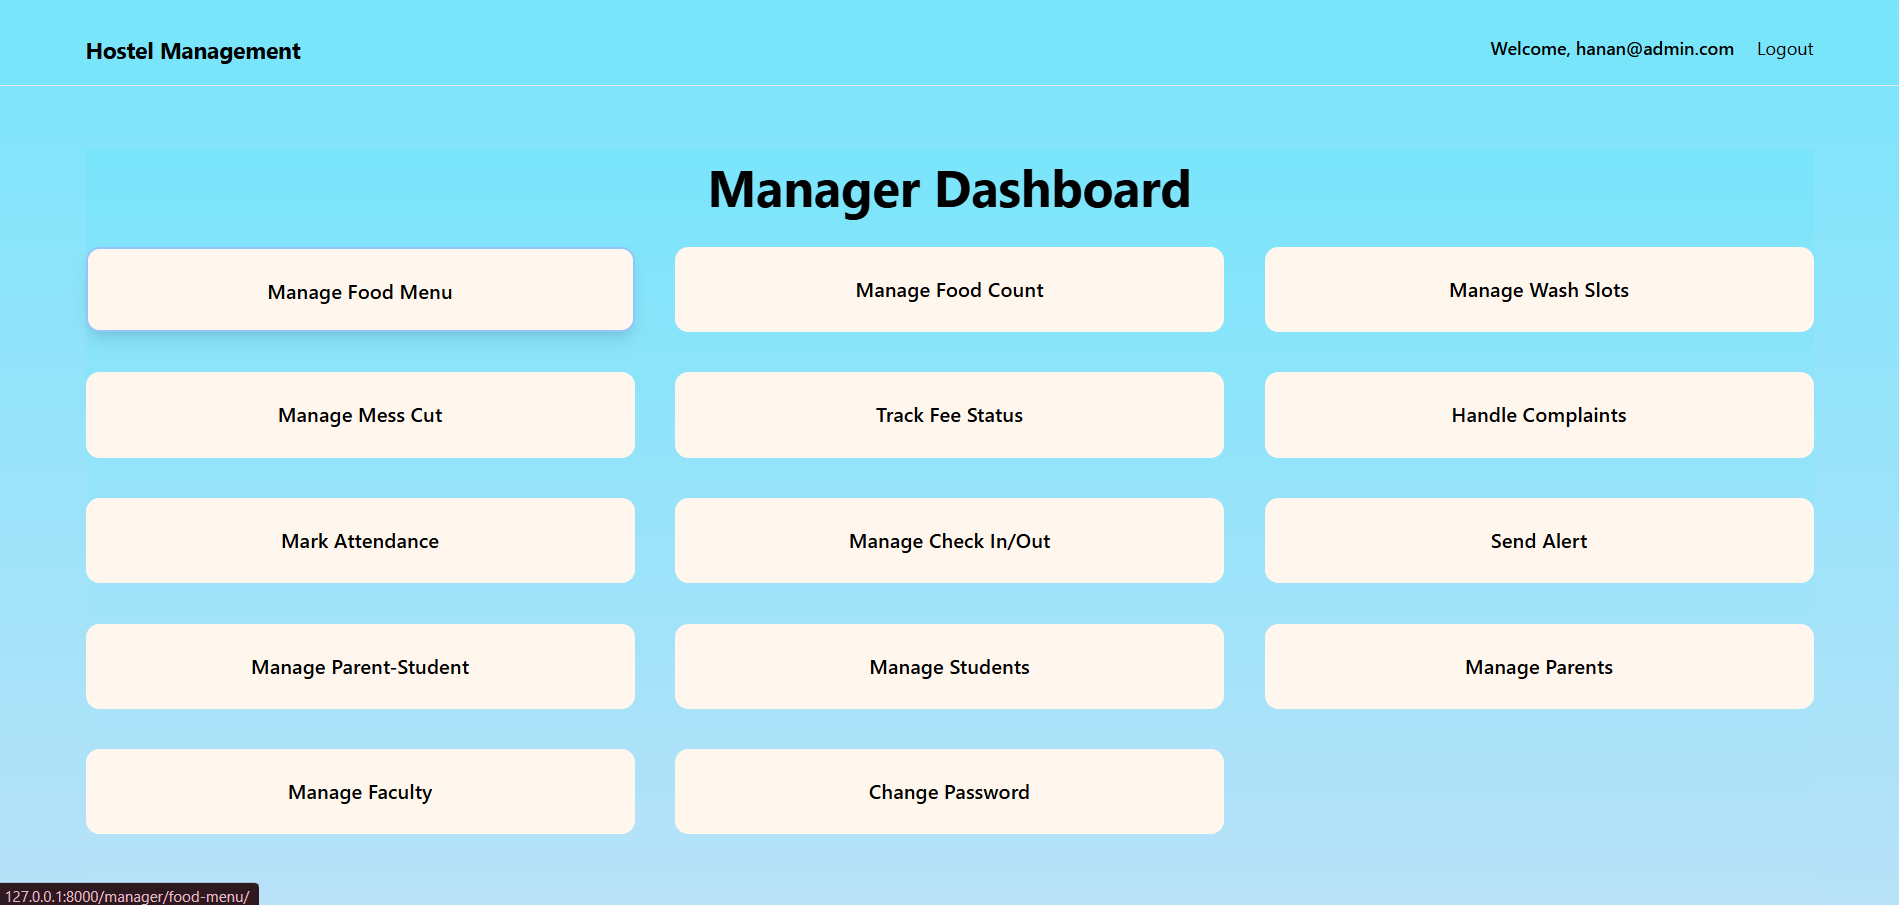 Hostel Management
Welcome, hanan@admin.com Logout
Manager Dashboard
Manage Food Menu
Manage Food Count
Manage Wash Slots
Manage Mess Cut
Track Fee Status
Handle Complaints
Mark Attendance
Manage Check In/Out
Send Alert
Manage Parent-Student
Manage Students
Manage Parents
Manage Faculty
Change Password
127.0.0.1:8000/manager/food-menu/